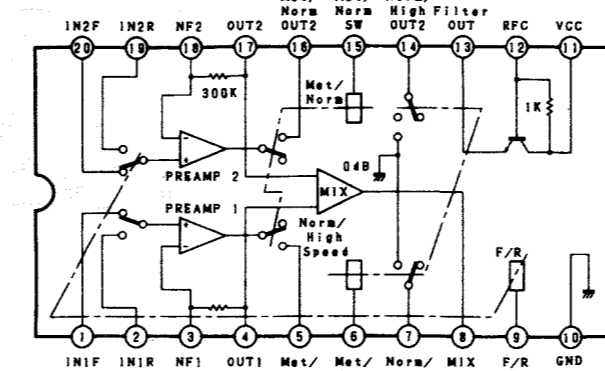 Norm Norm High Filter
IN2F IN1R NF2 OUT2 OUT2 SW OUT2 OUT RFC VCC
20 19 18 17 16 15 14 13 12 11
300K
Met/
Norm
1K
PREAMP 2
0dB
MIX
PREAMP 1
Norm/
High
Speed
F/R
1 2 3 4 5 6 7 8 9 10
IN1F IN1R NF1 OUT1 Met/ Met/ Norm/ MIX F/R GND